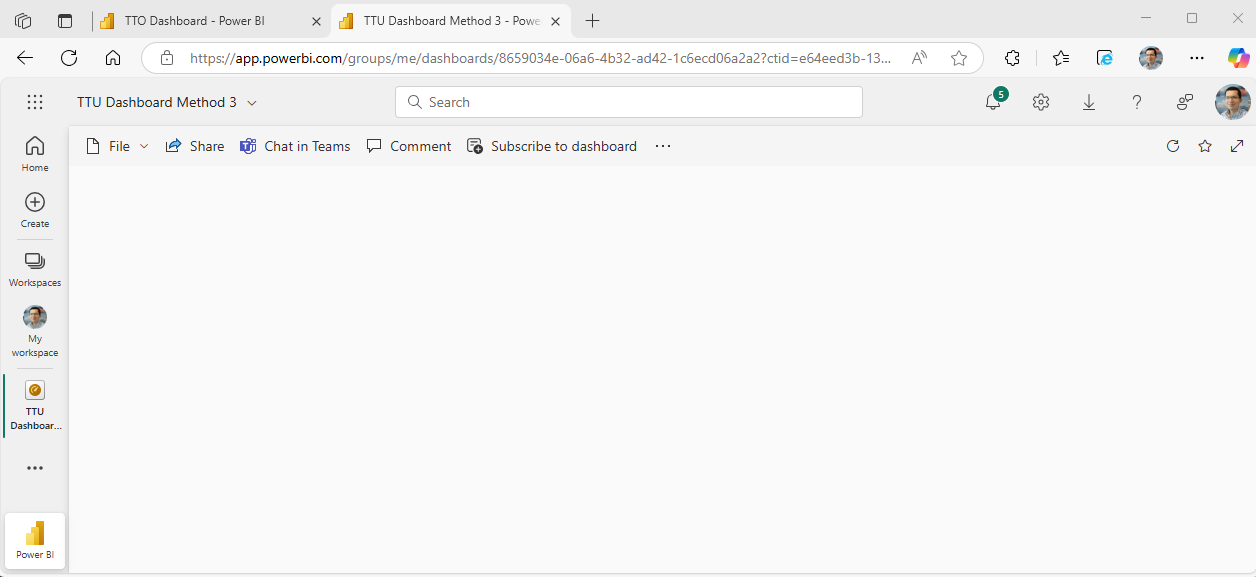 TTO Dashboard - Power BI
TTU Dashboard Method 3 - Powe
https://app.powerbi.com/groups/me/dashboards/8659034e-06a6-4b32-ad42-1c6ecd06a2a2?ctid=e64eed3b-13...
TTU Dashboard Method 3
Search
5
File
Share
Chat in Teams
Comment
Subscribe to dashboard
Home
Create
Workspaces
My
workspace
TTU
Dashboar...
Power BI